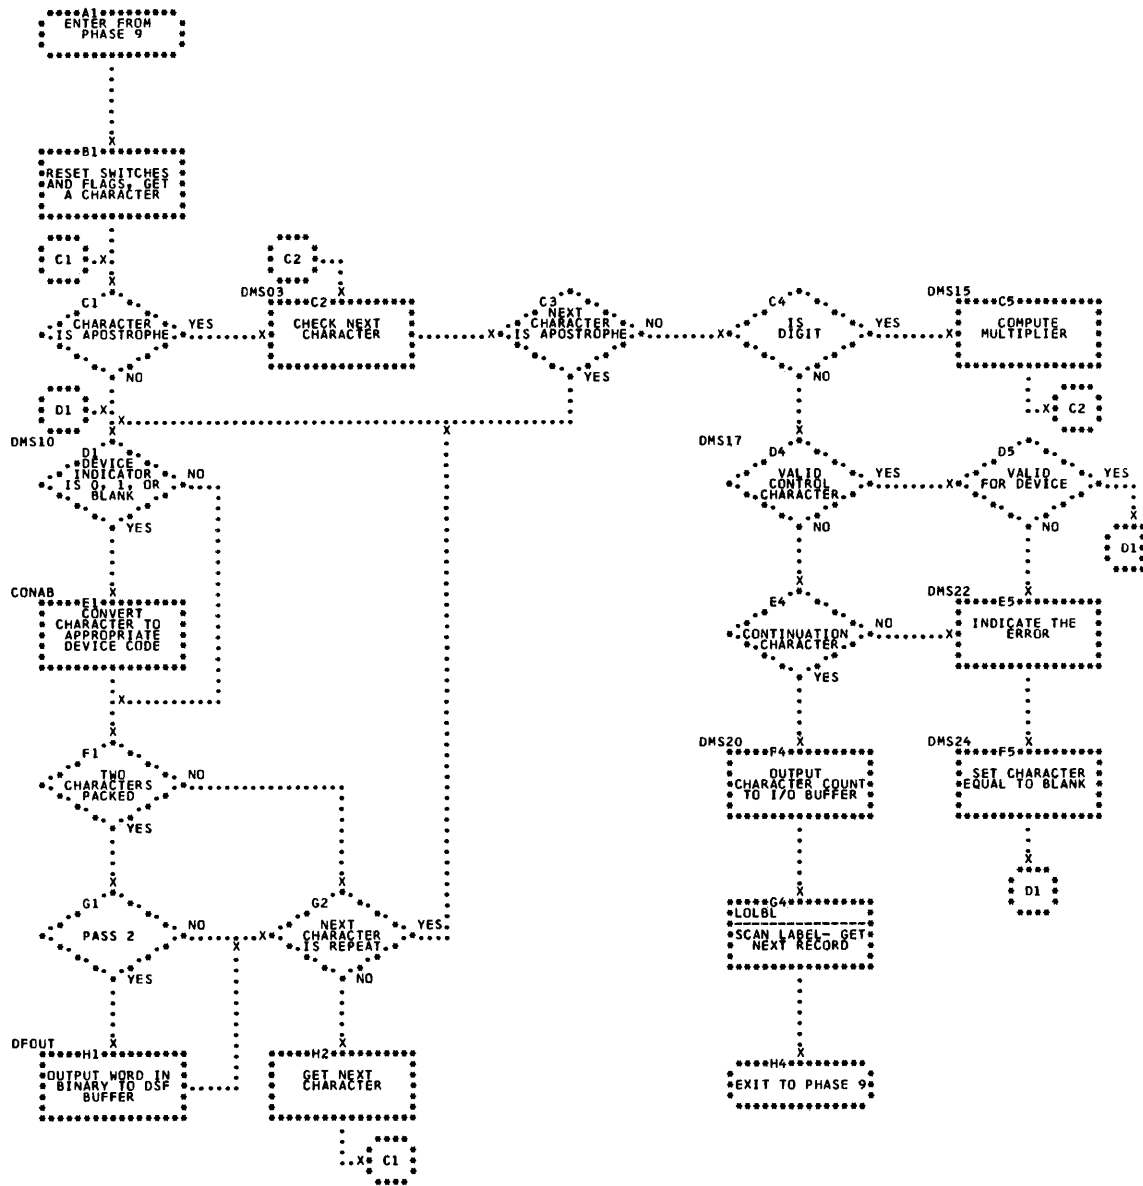 A1
ENTER FROM
PHASE 9
X
B1
RESET SWITCHES
AND FLAGS, GET
A CHARACTER
C1
X
X
C2
X
C1
CHARACTER
IS APOSTROPHE
YES
X
NO
DMS03
C2
CHECK NEXT
CHARACTER
X
C3
NEXT
CHARACTER
IS APOSTROPHE
NO
X
YES
C4
IS
DIGIT
YES
X
NO
DMS15
C5
COMPUTE
MULTIPLIER
X
C2
D1
X
X
X
X
DMS10
D1
DEVICE
INDICATOR
IS 0, 1, OR
BLANK
NO
YES
X
DMS17
D4
VALID
CONTROL
CHARACTER
YES
X
NO
D5
VALID
FOR DEVICE
YES
X
D1
NO
X
CONAB
E1
CONVERT
CHARACTER TO
APPROPRIATE
DEVICE CODE
X
X
X
E4
CONTINUATION
CHARACTER
NO
X
YES
X
DMS22
E5
INDICATE THE
ERROR
X
F1
TWO
CHARACTERS
PACKED
NO
YES
X
X
DMS20
F4
OUTPUT
CHARACTER COUNT
TO I/O BUFFER
X
DMS24
F5
SET CHARACTER
EQUAL TO BLANK
X
D1
G1
PASS 2
NO
X
X
YES
X
G2
NEXT
CHARACTER
IS REPEAT
YES
NO
X
G4
LOLBL
SCAN LABEL- GET
NEXT RECORD
X
DFOUT
H1
OUTPUT WORD IN
BINARY TO DSF
BUFFER
H2
GET NEXT
CHARACTER
X
C1
H4
EXIT TO PHASE 9